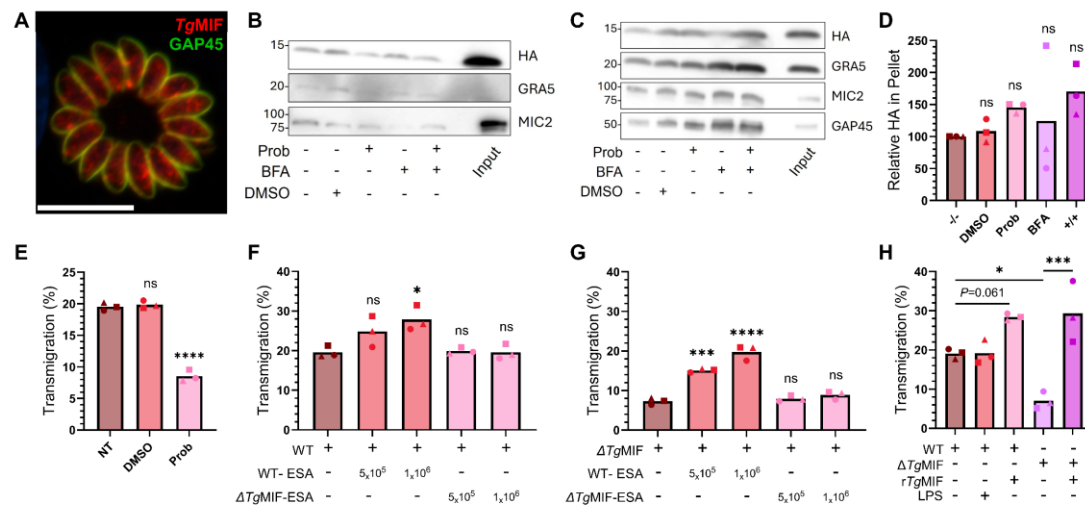 A
TgMIF
GAP45
B
15
HA
20
GRA5
100
75
MIC2
Prob - - + - +
BFA - - - + +
DMSO - + - - -
Input
C
15
HA
20
GRA5
100
75
MIC2
50
GAP45
Prob - - + - +
BFA - - - + +
DMSO - + - - -
Input
D
Relative HA in Pellet
250
200
150
100
50
0
ns ns ns ns
-/- DMSO Prob BFA +/+
E
Transmigration (%)
25
20
15
10
5
0
ns ****
NT DMSO Prob
F
Transmigration (%)
40
30
20
10
0
ns * ns ns
WT + + + + +
WT- ESA - 5x10⁵ 1x10⁶ - -
ΔTgMIF-ESA - - - 5x10⁵ 1x10⁶
G
Transmigration (%)
40
30
20
10
0
*** **** ns ns
ΔTgMIF + + + + +
WT- ESA - 5x10⁵ 1x10⁶ - -
ΔTgMIF-ESA - - - 5x10⁵ 1x10⁶
H
Transmigration (%)
40
30
20
10
0
* ***
P=0.061
WT + + + - -
ΔTgMIF - - - + +
rTgMIF - - + - +
LPS - + - - -